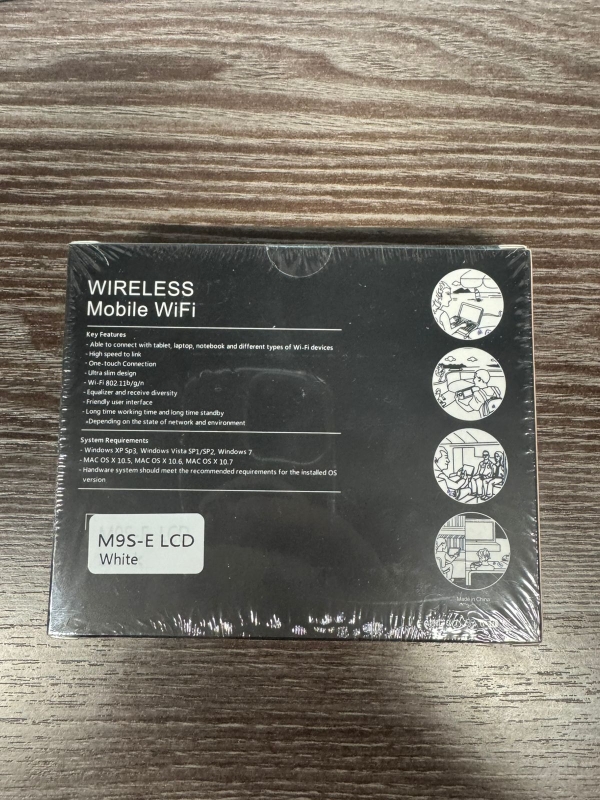 WIRELESS
Mobile WiFi
Key Features
- Able to connect with tablet, laptop, notebook and different types of Wi-Fi devices
- High speed to link
- One-touch Connection
- Ultra slim design
- Wi-Fi 802.11b/g/n
- Equalizer and receive diversity
- Friendly user interface
- Long time working time and long time standby
*Depending on the state of network and environment
System Requirements
- Windows XP Sp3, Windows Vista SP1/SP2, Windows 7
- MAC OS X 10.5, MAC OS X 10.6, MAC OS X 10.7
- Hardware system should meet the recommended requirements for the installed OS
version
M9S-E LCD
White
Made in China